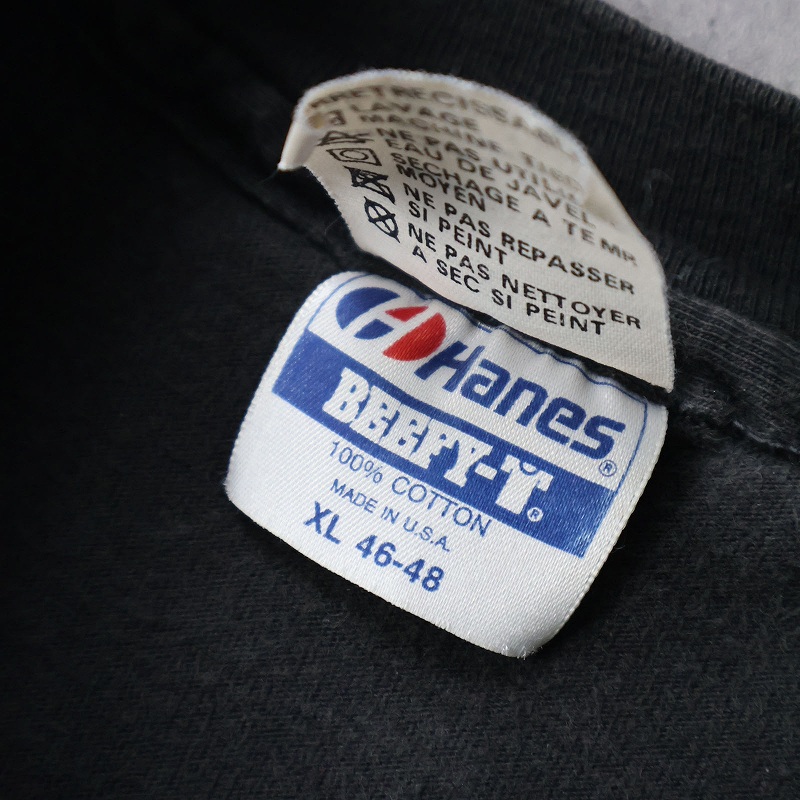 LAVAGE
MACHINE
NE PAS
EAU DE JAVEL
SECHAGE A TEMP.
MOYEN
NE PAS REPASSER
SI PEINT
NE PAS NETTOYER
A SEC SI PEINT
Hanes®
BEEFY-T®
100% COTTON
MADE IN U.S.A.
XL 46-48